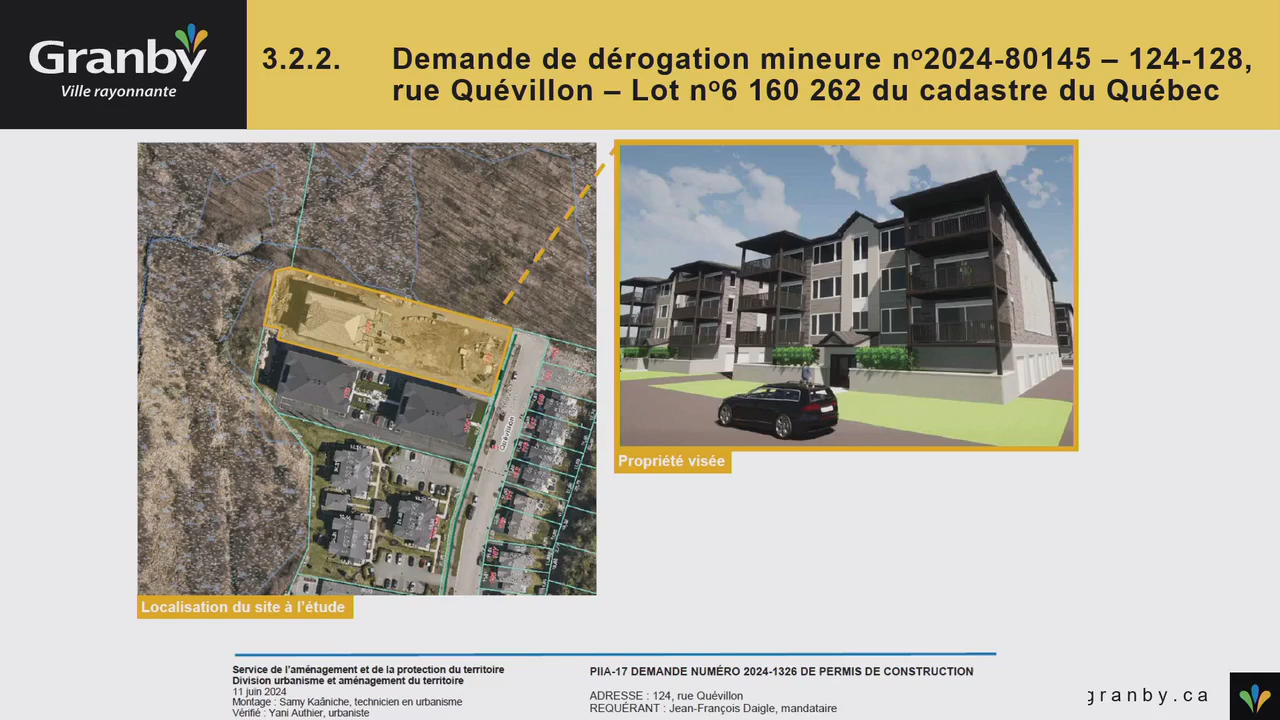 Granby
Ville rayonnante
3.2.2. Demande de dérogation mineure nº2024-80145 – 124-128,
rue Quévillon – Lot nº6 160 262 du cadastre du Québec
Quévillon
Propriété visée
Localisation du site à l'étude
Service de l'aménagement et de la protection du territoire
Division urbanisme et aménagement du territoire
11 juin 2024
Montage : Samy Kaâniche, technicien en urbanisme
Vérifié : Yani Authier, urbaniste
PIIA-17 DEMANDE NUMÉRO 2024-1326 DE PERMIS DE CONSTRUCTION
ADRESSE : 124, rue Quévillon
REQUÉRANT : Jean-François Daigle, mandataire
granby.ca